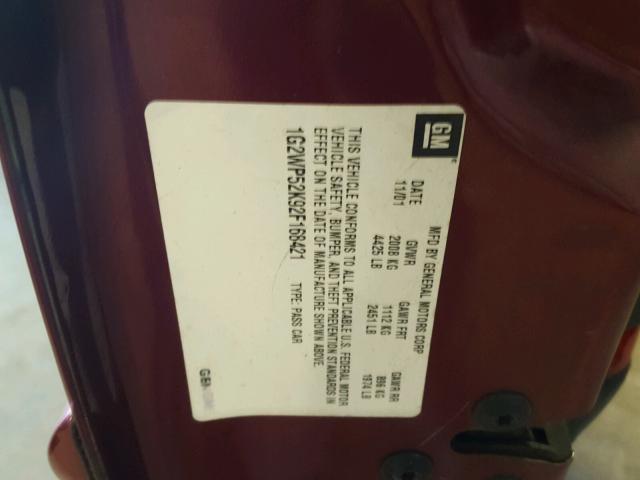 GM
MFD BY GENERAL MOTORS CORP
DATE GVWR GAWR FRT GAWR RR
11/01 2008 KG 1112 KG 896 KG
4425 LB 2451 LB 1974 LB
THIS VEHICLE CONFORMS TO ALL APPLICABLE U.S. FEDERAL MOTOR
VEHICLE SAFETY, BUMPER, AND THEFT PREVENTION STANDARDS IN
EFFECT ON THE DATE OF MANUFACTURE SHOWN ABOVE.
1G2WP52K92F168421 TYPE: PASS CAR